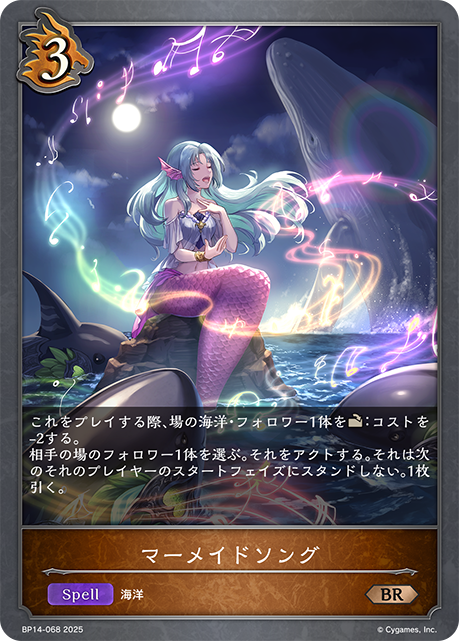 3
これをプレイする際、場の海洋・フォロワー1体を:コストを
-2する。
相手の場のフォロワー1体を選ぶ。それをアクトする。それは次
のそれのプレイヤーのスタートフェイズにスタンドしない。1枚
引く。
マーメイドソング
Spell 海洋 BR
BP14-068 2025 © Cygames, Inc.